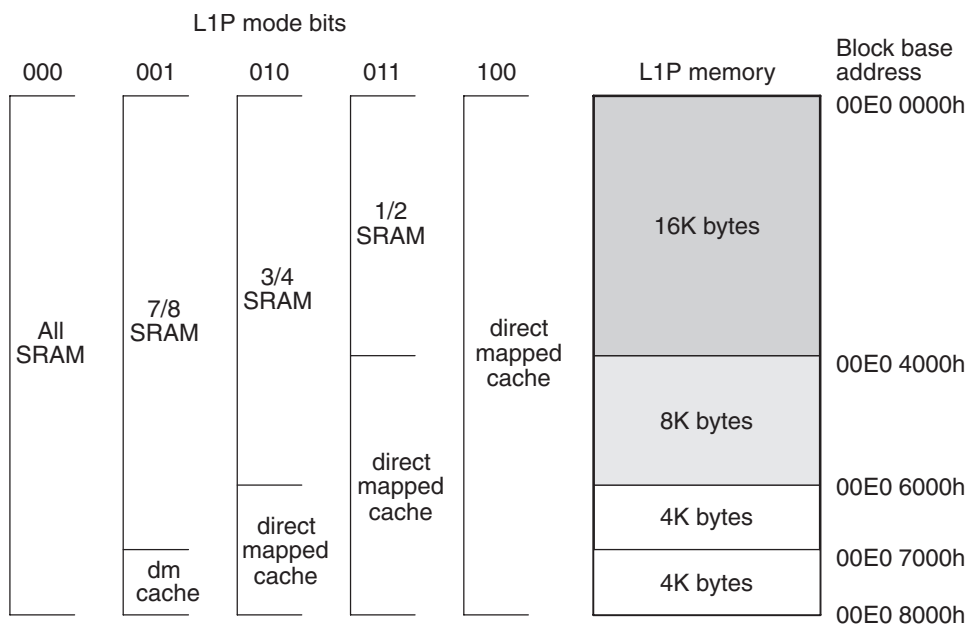 L1P mode bits
000 001 010 011 100 L1P memory
Block base
address
00E0 0000h
All
SRAM
7/8
SRAM
dm
cache
3/4
SRAM
direct
mapped
cache
1/2
SRAM
direct
mapped
cache
direct
mapped
cache
16K bytes
00E0 4000h
8K bytes
00E0 6000h
4K bytes
00E0 7000h
4K bytes
00E0 8000h